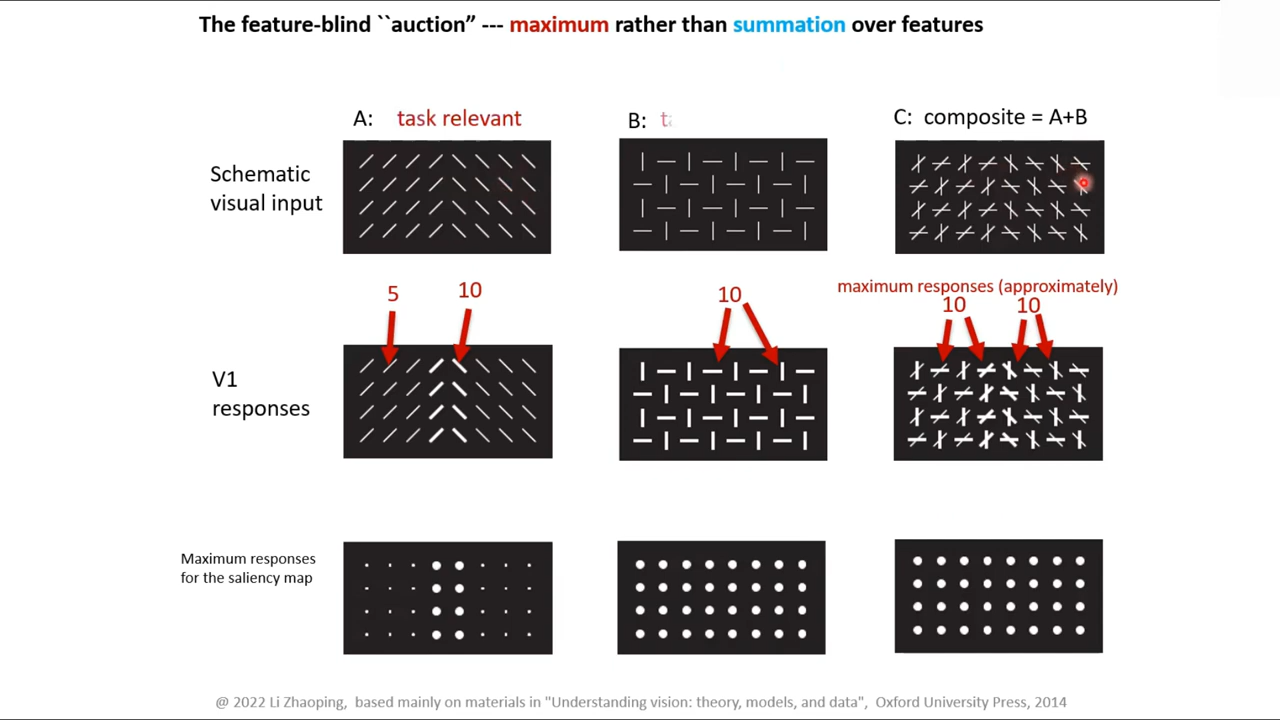 The feature-blind ``auction” --- maximum rather than summation over features
A: task relevant
B:
C: composite = A+B
Schematic
visual input
5
10
10
maximum responses (approximately)
10
10
V1
responses
Maximum responses
for the saliency map
@ 2022 Li Zhaoping, based mainly on materials in "Understanding vision: theory, models, and data", Oxford University Press, 2014